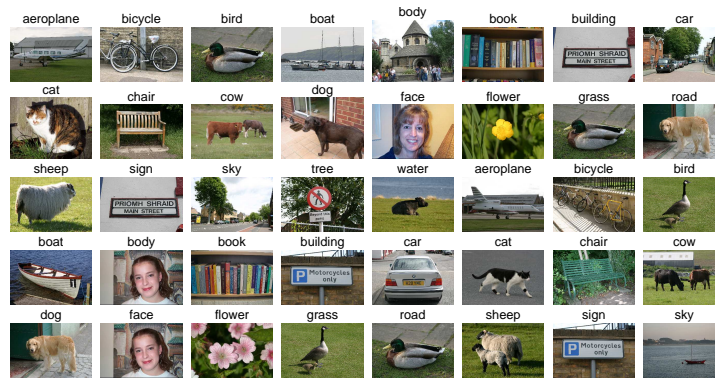 aeroplane bicycle bird boat body book building car
PRIOMH SHRAID
MAIN STREET
cat chair cow dog face flower grass road
sheep sign sky tree water aeroplane bicycle bird
PRIOMH SHRAID
MAIN STREET
boat body book building car cat chair cow
P Motorcycles
only
dog face flower grass road sheep sign sky
P Motorcycles
only